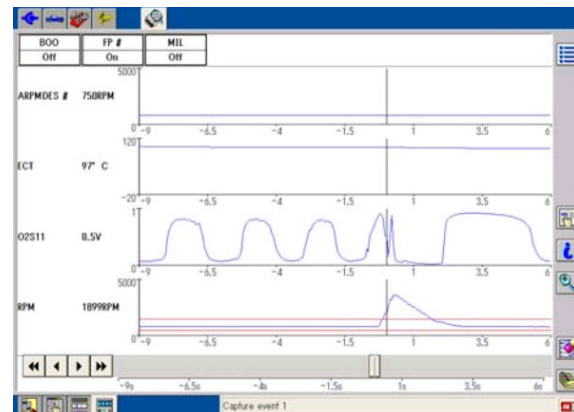 BOO FP # MIL
Off On Off
5000
ARPMDES # 750RPM
0 -9 -6.5 -4 -1.5 1 3.5 6
120
ECT 97° C
-20 -9 -6.5 -4 -1.5 1 3.5 6
1
O2S11 0.5V
0 -9 -6.5 -4 -1.5 1 3.5 6
5000
RPM 1899RPM
0 -9 -6.5 -4 -1.5 1 3.5 6
-9s -6.5s -4s -1.5s 1s 3.5s 6s
Capture event 1